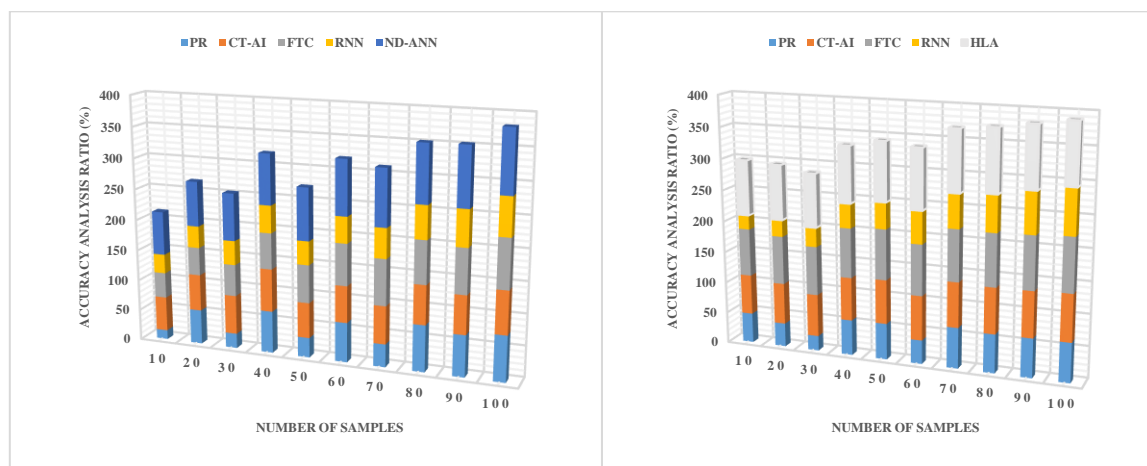 PR CT-AI FTC RNN ND-ANN
ACCURACY ANALYSIS RATIO (%)
400
350
300
250
200
150
100
50
0
10 20 30 40 50 60 70 80 90 100
NUMBER OF SAMPLES
PR CT-AI FTC RNN HLA
ACCURACY ANALYSIS RATIO (%)
400
350
300
250
200
150
100
50
0
10 20 30 40 50 60 70 80 90 100
NUMBER OF SAMPLES